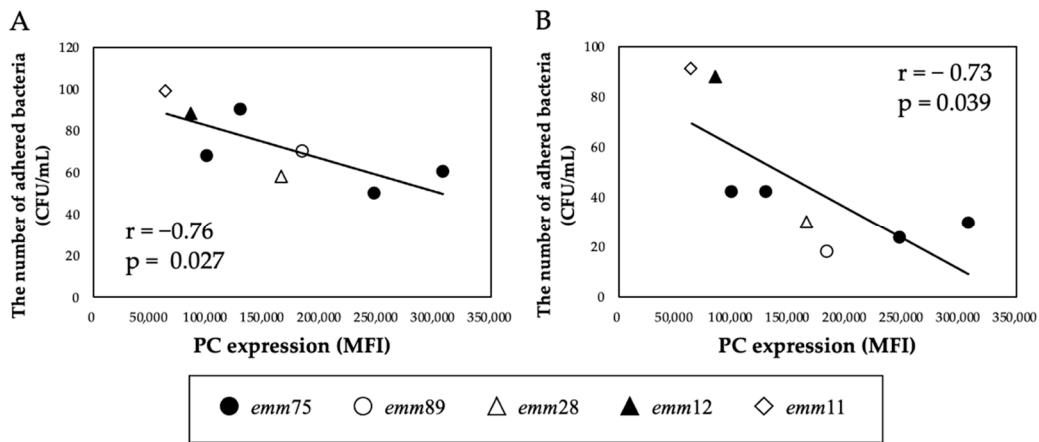 A
The number of adhered bacteria
(CFU/mL)
120
100
80
60
40
20
0
r = −0.76
p = 0.027
0 50,000 100,000 150,000 200,000 250,000 300,000 350,000
PC expression (MFI)
B
The number of adhered bacteria
(CFU/mL)
100
80
60
40
20
0
r = − 0.73
p = 0.039
0 50,000 100,000 150,000 200,000 250,000 300,000 350,000
PC expression (MFI)
emm75 emm89 emm28 emm12 emm11